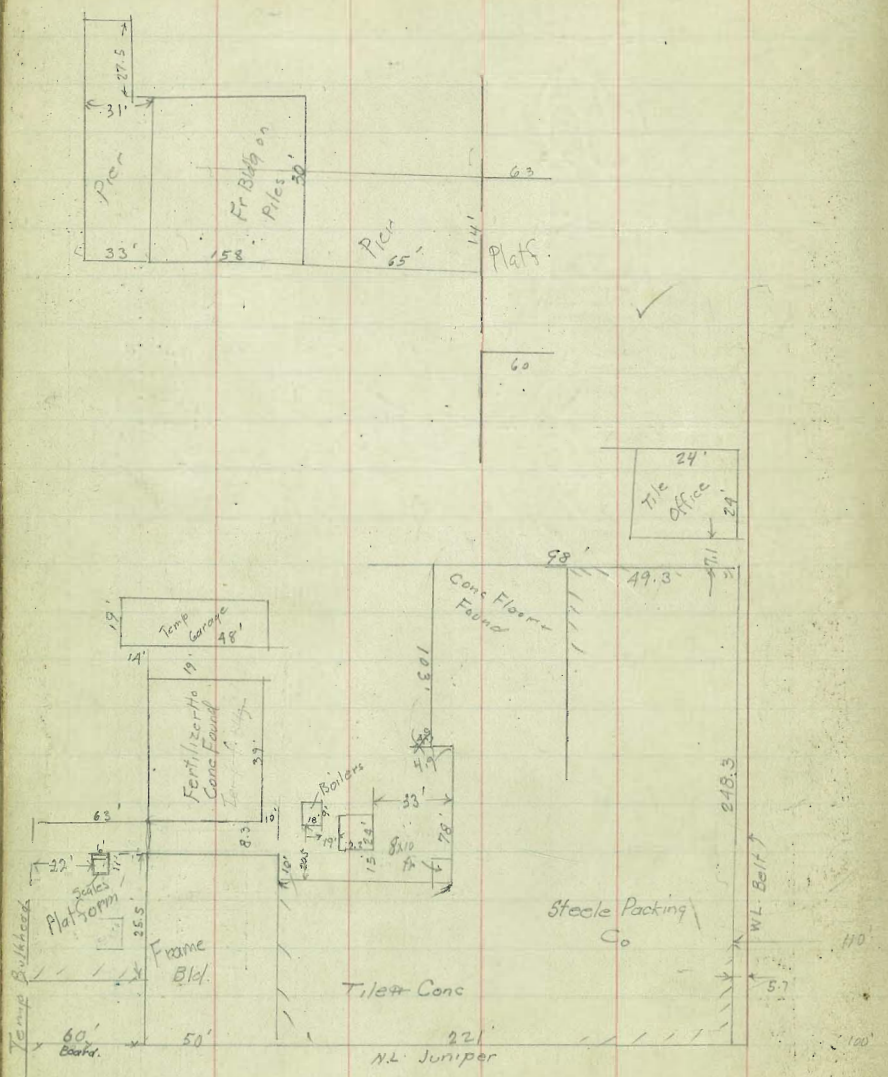 27.5
31'
Pier
Fr Bldg on
Piles
30'
63
14'
Pier
33'
158
65'
Platf.
60
24'
Tile
Office
24'
7.1
98'
49.3
Conc Floor &
Found
103'
19'
Temp
Garage
48'
14'
19'
Fertilizer Ho.
Conc Found
39'
Boilers
63'
10'
18'
9'
33'
8.3
19'
24'
78'
248.3
22'
11'
10'
20.5
13'
8x10
Scales
Platform
25.5'
W.L. Belt
Steele Packing
Co
110'
Frame
Bld.
Temp Bulkhead
Tile & Conc
5.7
60'
Board.
50'
221'
100'
N.L. Juniper